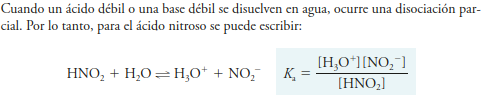 Cuando un ácido débil o una base débil se disuelven en agua, ocurre una disociación par-
cial. Por lo tanto, para el ácido nitroso se puede escribir:
HNO₂ + H₂O ⇌ H₃O⁺ + NO₂⁻   Kₐ = [H₃O⁺][NO₂⁻] / [HNO₂]